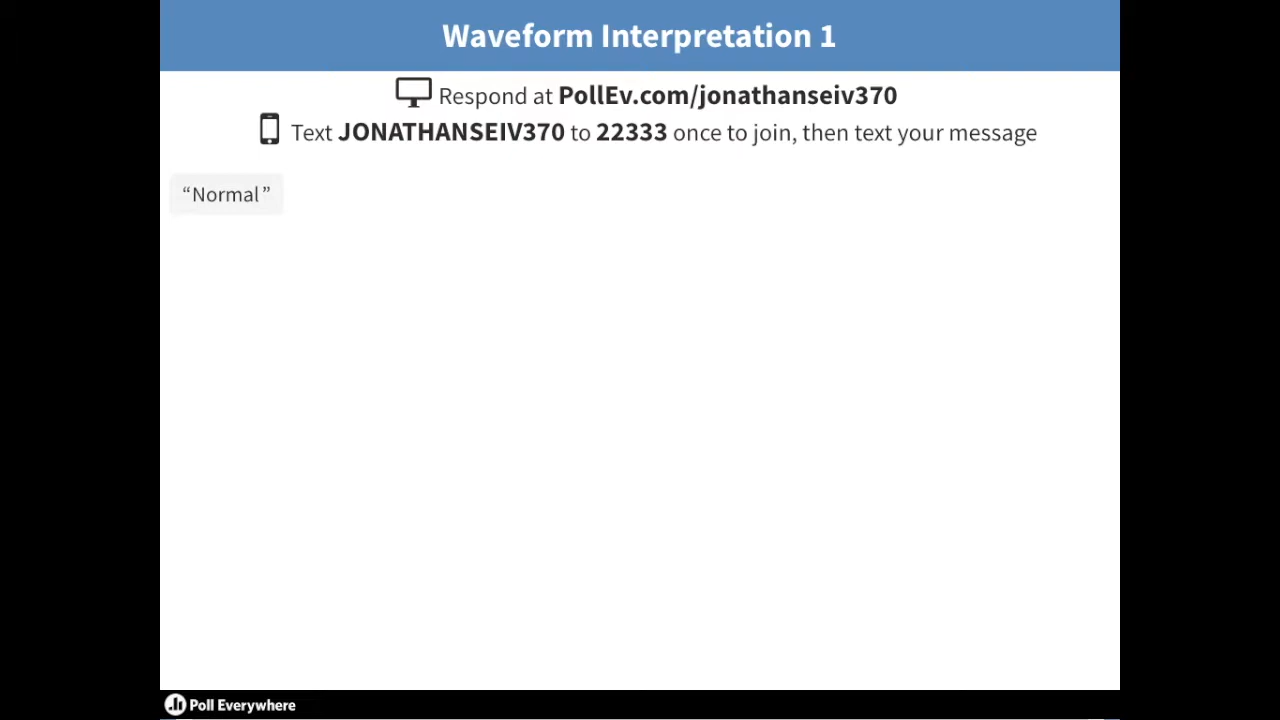 Waveform Interpretation 1
Respond at PollEv.com/jonathanseiv370
Text JONATHANSEIV370 to 22333 once to join, then text your message
“Normal”
Poll Everywhere